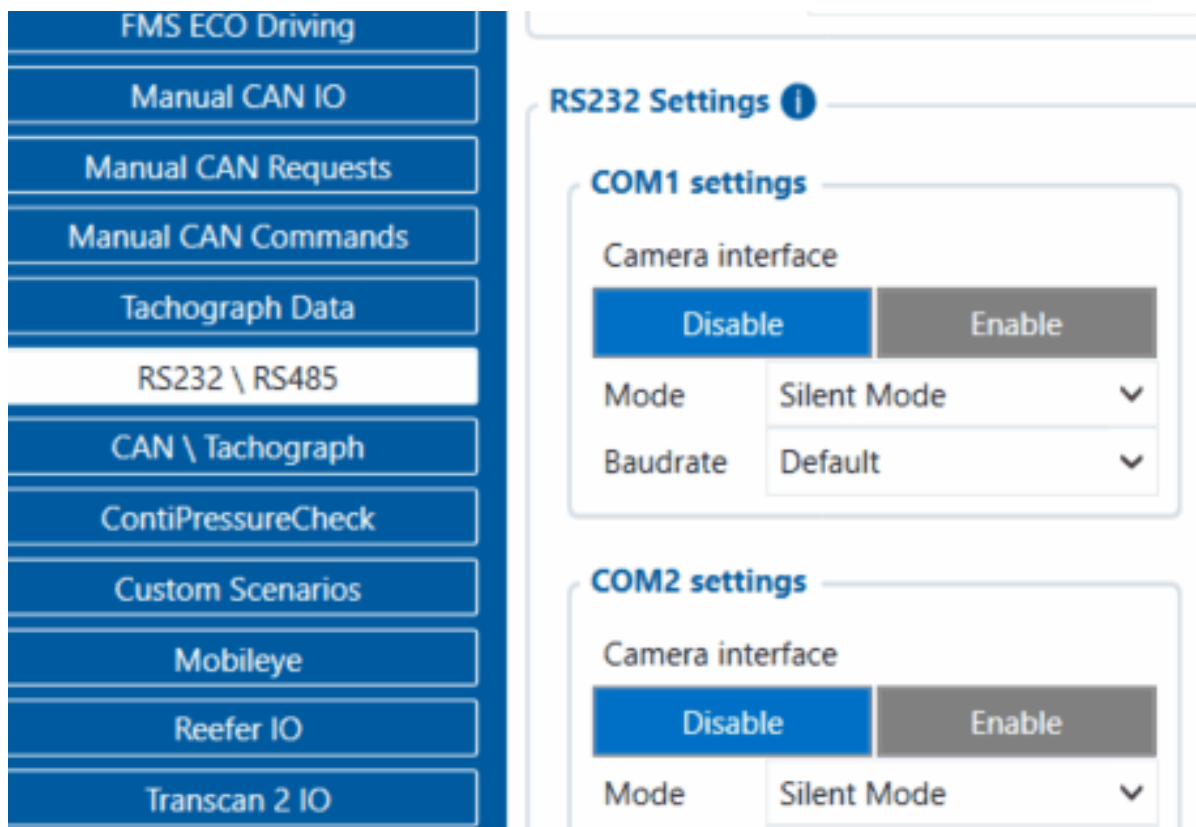 FMS ECO Driving
Manual CAN IO
Manual CAN Requests
Manual CAN Commands
Tachograph Data
RS232 \ RS485
CAN \ Tachograph
ContiPressureCheck
Custom Scenarios
Mobileye
Reefer IO
Transcan 2 IO
RS232 Settings i
COM1 settings
Camera interface
Disable Enable
Mode Silent Mode
Baudrate Default
COM2 settings
Camera interface
Disable Enable
Mode Silent Mode